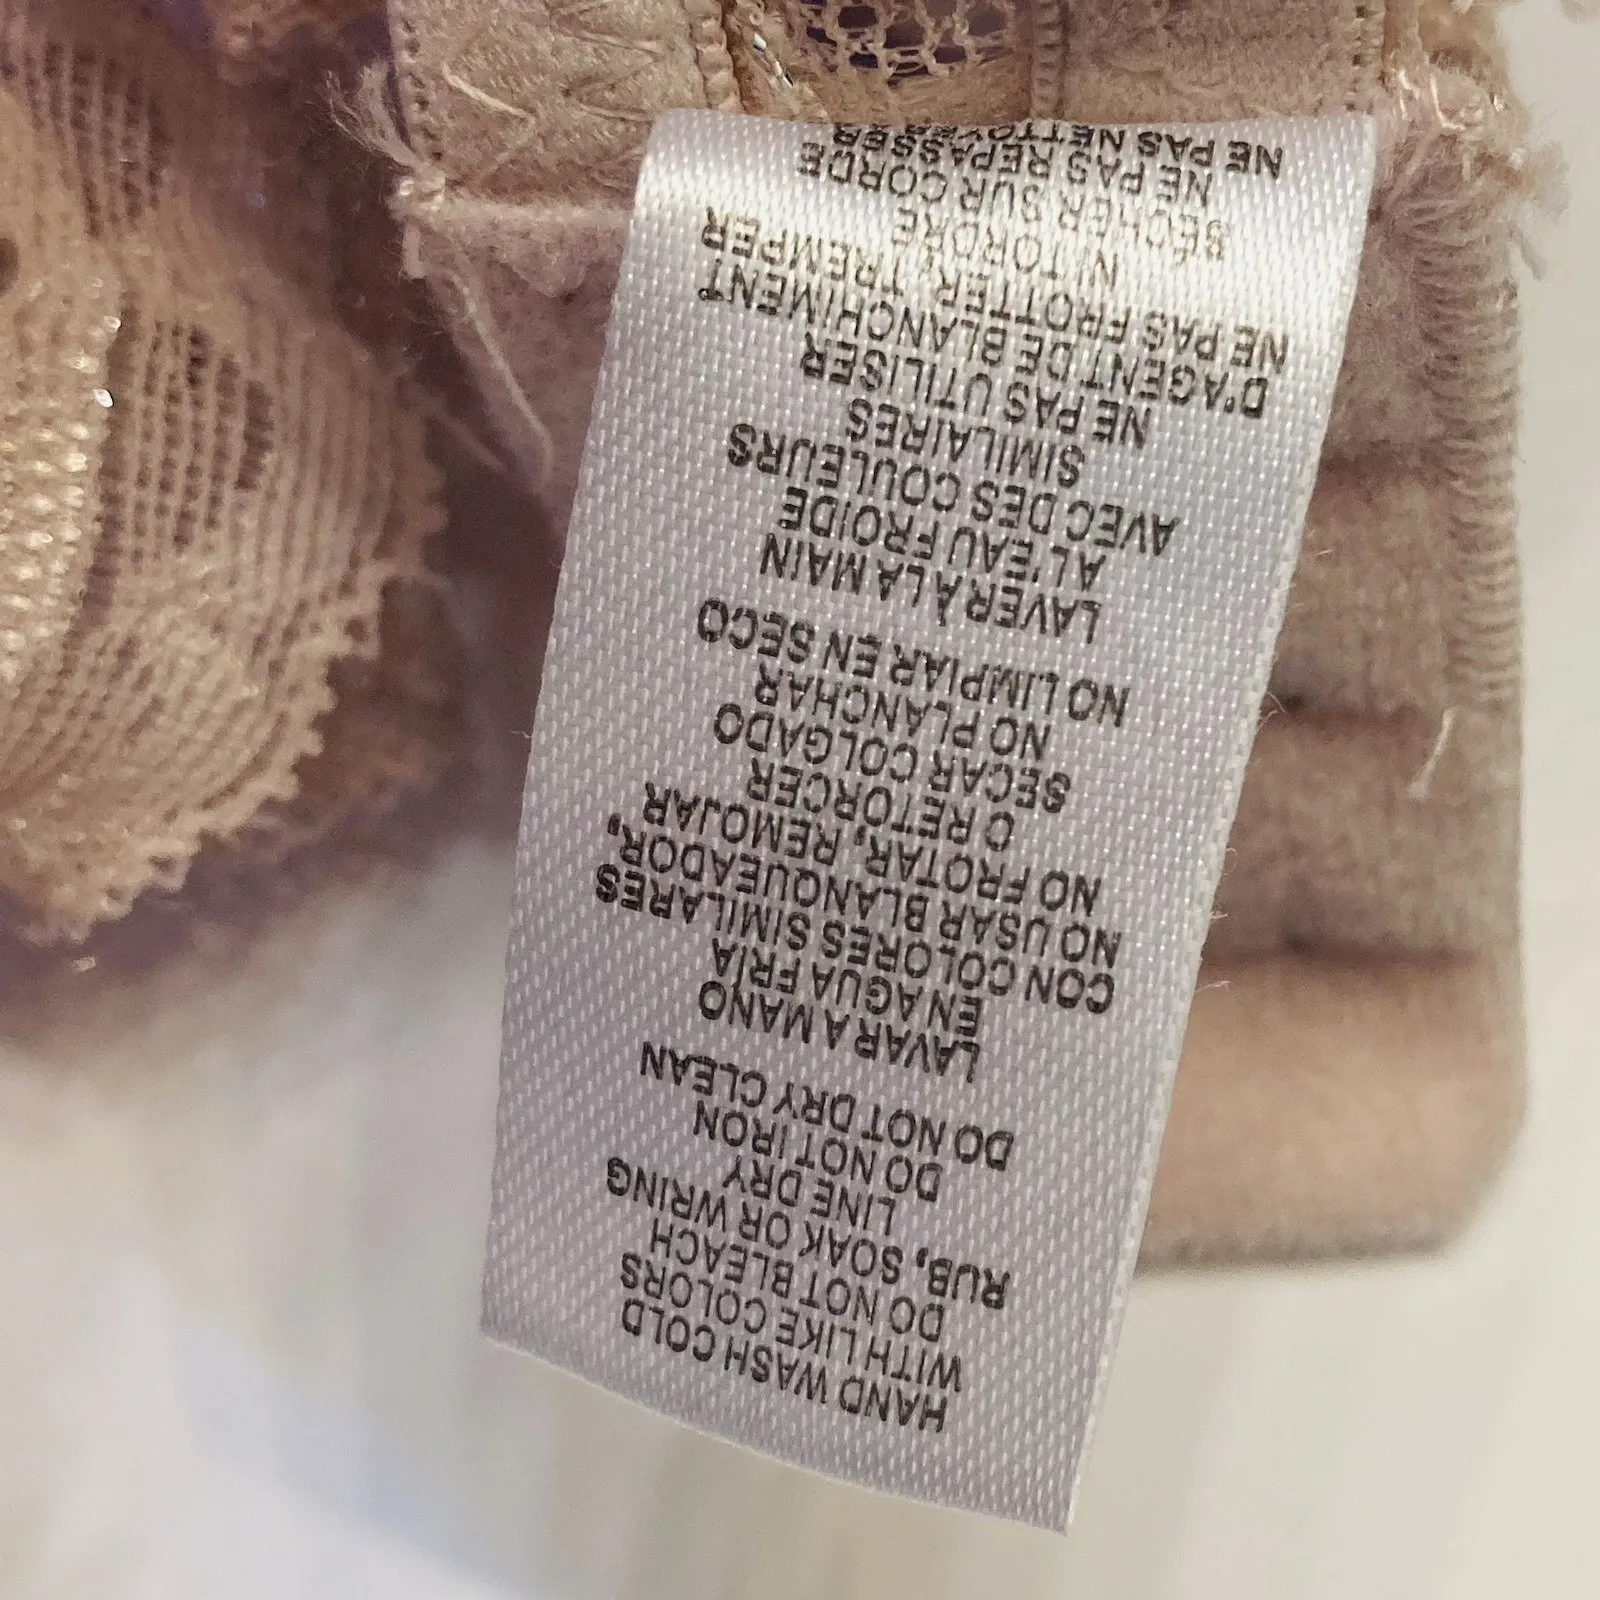 HAND WASH COLD
WITH LIKE COLORS
DO NOT BLEACH
RUB, SOAK OR WRING
LINE DRY
DO NOT IRON
DO NOT DRY CLEAN
LAVAR A MANO
EN AGUA FRÍA
CON COLORES SIMILARES
NO USAR BLANQUEADOR,
NO FROTAR, REMOJAR
O RETORCER
SECAR COLGADO
NO PLANCHAR
NO LIMPIAR EN SECO
LAVER À LA MAIN
A L'EAU FROIDE
AVEC DES COULEURS
SIMILAIRES
NE PAS UTILISER
D'AGENT DE BLANCHIMENT
NE PAS FROTTER, TREMPER
NI TORDRE
SÉCHER SUR CORDE
NE PAS REPASSER
NE PAS NETTOYER